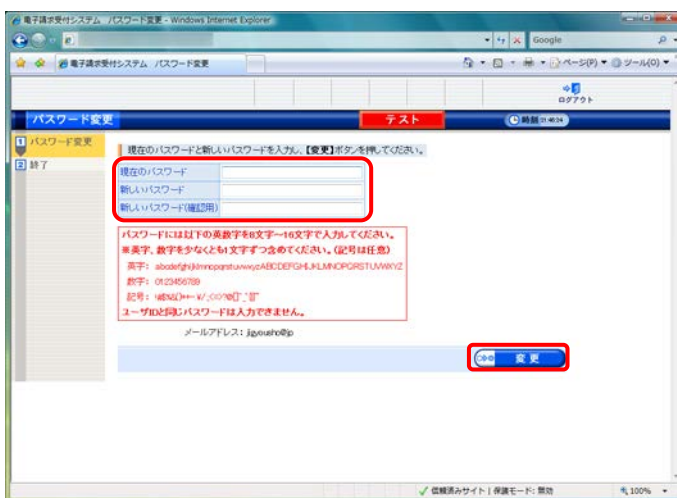 電子請求受付システム パスワード変更 - Windows Internet Explorer
Google
電子請求受付システム パスワード変更
ページ(P) ツール(O)
ログアウト
パスワード変更
テスト
時刻
1 パスワード変更
2 終了
現在のパスワードと新しいパスワードを入力し、【変更】ボタンを押してください。
現在のパスワード
新しいパスワード
新しいパスワード(確認用)
パスワードには以下の英数字を8文字～16文字で入力してください。
※英字、数字を少なくとも1文字ずつ含めてください。(記号は任意)
英字:
数字: 0123456789
記号:
ユーザIDと同じパスワードは入力できません。
メールアドレス: jigyousho@jp
変更
信頼済みサイト | 保護モード: 無効
100%